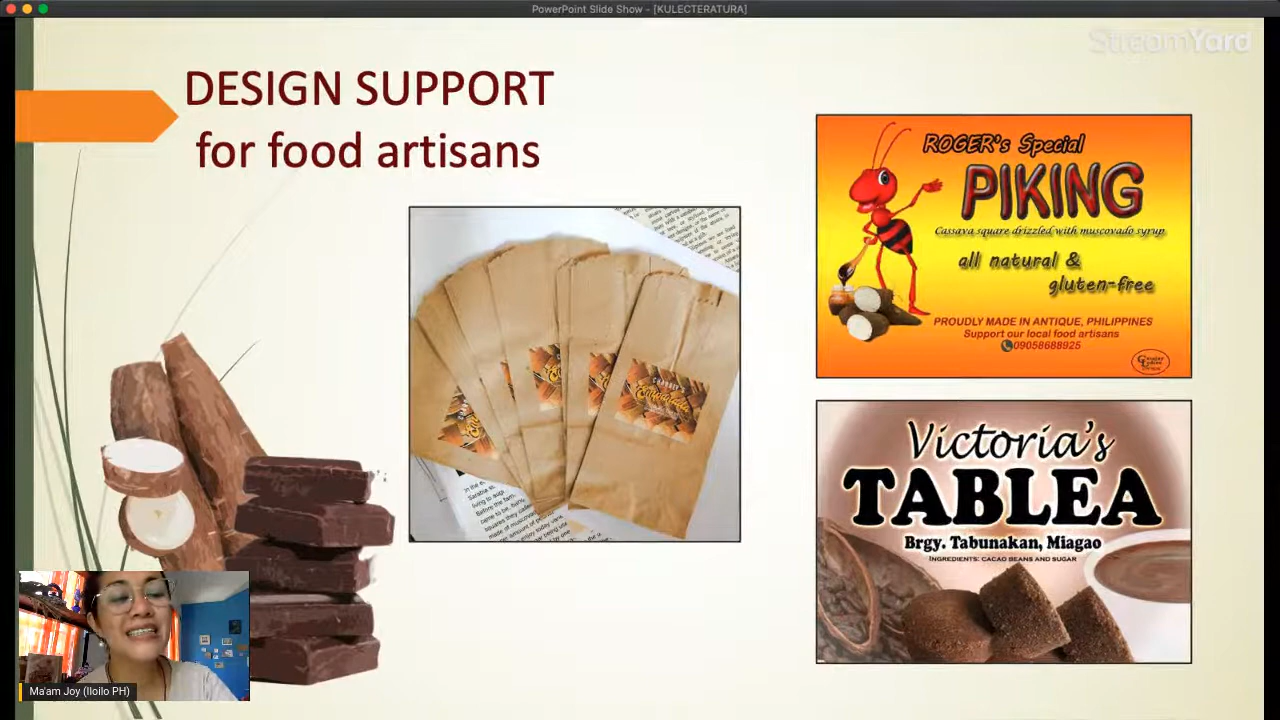 PowerPoint Slide Show - [KULECTERATURA]
StreamYard
DESIGN SUPPORT
for food artisans
ROGER's Special
PIKING
Cassava square drizzled with muscovado syrup
all natural &
gluten-free
PROUDLY MADE IN ANTIQUE, PHILIPPINES
Support our local food artisans
09058688925
Empanada
Victoria's
TABLEA
Brgy. Tabunakan, Miagao
INGREDIENTS: CACAO BEANS AND SUGAR
Ma'am Joy (Iloilo PH)